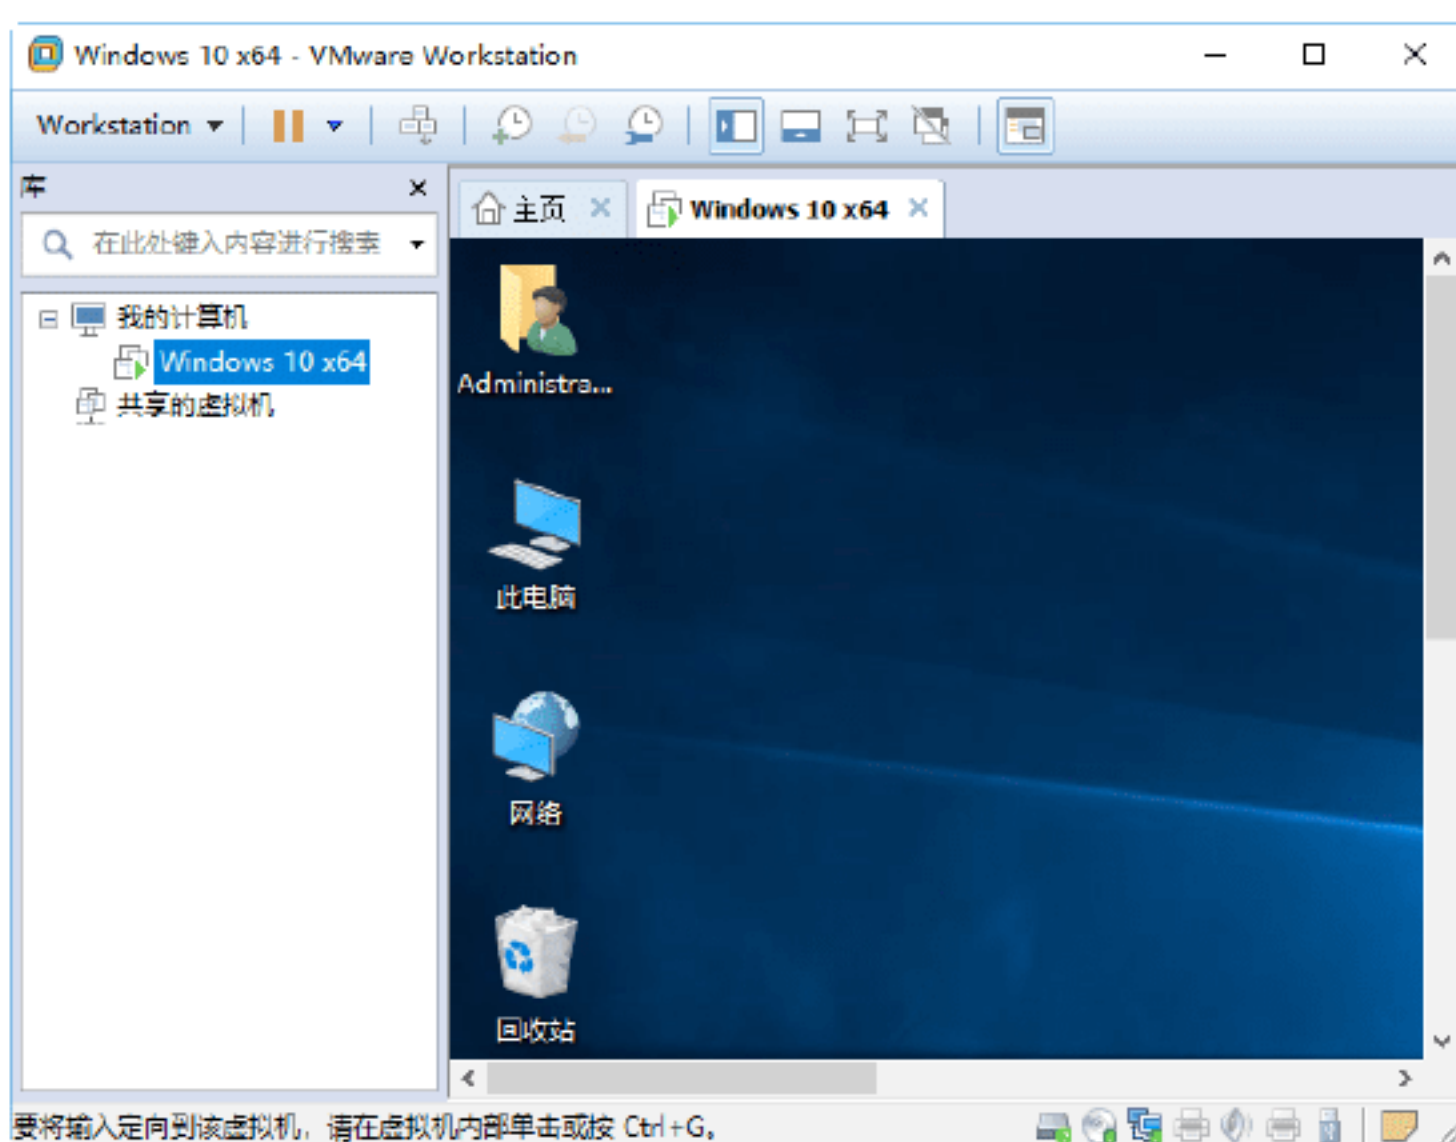 Windows 10 x64 - VMware Workstation
Workstation
库
主页
Windows 10 x64
在此处键入内容进行搜索
我的计算机
Windows 10 x64
共享的虚拟机
Administra...
此电脑
网络
回收站
要将输入定向到该虚拟机，请在虚拟机内部单击或按 Ctrl+G。